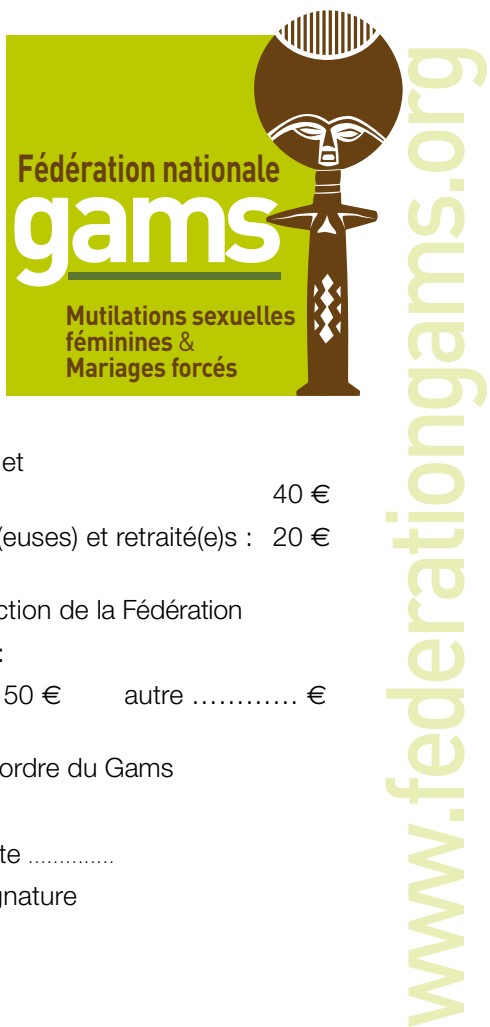 Fédération nationale
gams
Mutilations sexuelles
féminines &
Mariages forcés
et
40 €
(euses) et retraité(e)s : 20 €
ction de la Fédération
:
50 € autre ………… €
ordre du Gams
te ..............
gnature
www.federationgams.org